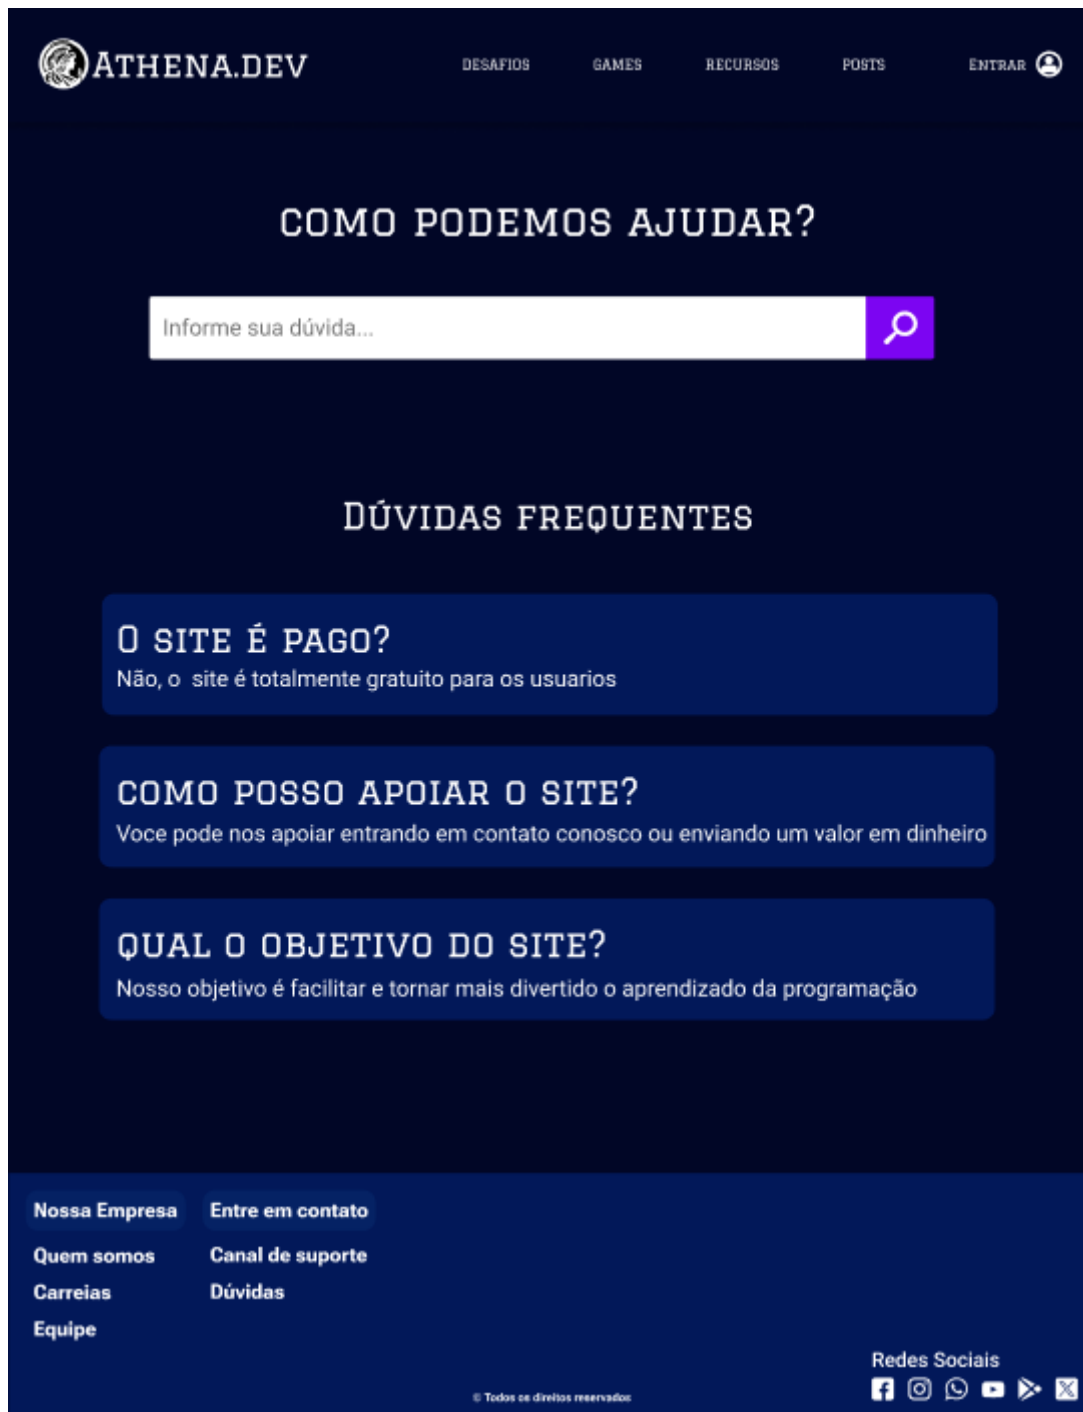 ATHENA.DEV
DESAFIOS GAMES RECURSOS POSTS ENTRAR
COMO PODEMOS AJUDAR?
Informe sua dúvida...
DÚVIDAS FREQUENTES
O SITE É PAGO?
Não, o  site é totalmente gratuito para os usuarios
COMO POSSO APOIAR O SITE?
Voce pode nos apoiar entrando em contato conosco ou enviando um valor em dinheiro
QUAL O OBJETIVO DO SITE?
Nosso objetivo é facilitar e tornar mais divertido o aprendizado da programação
Nossa Empresa Entre em contato
Quem somos Canal de suporte
Carreias Dúvidas
Equipe
Redes Sociais
© Todos os direitos reservados